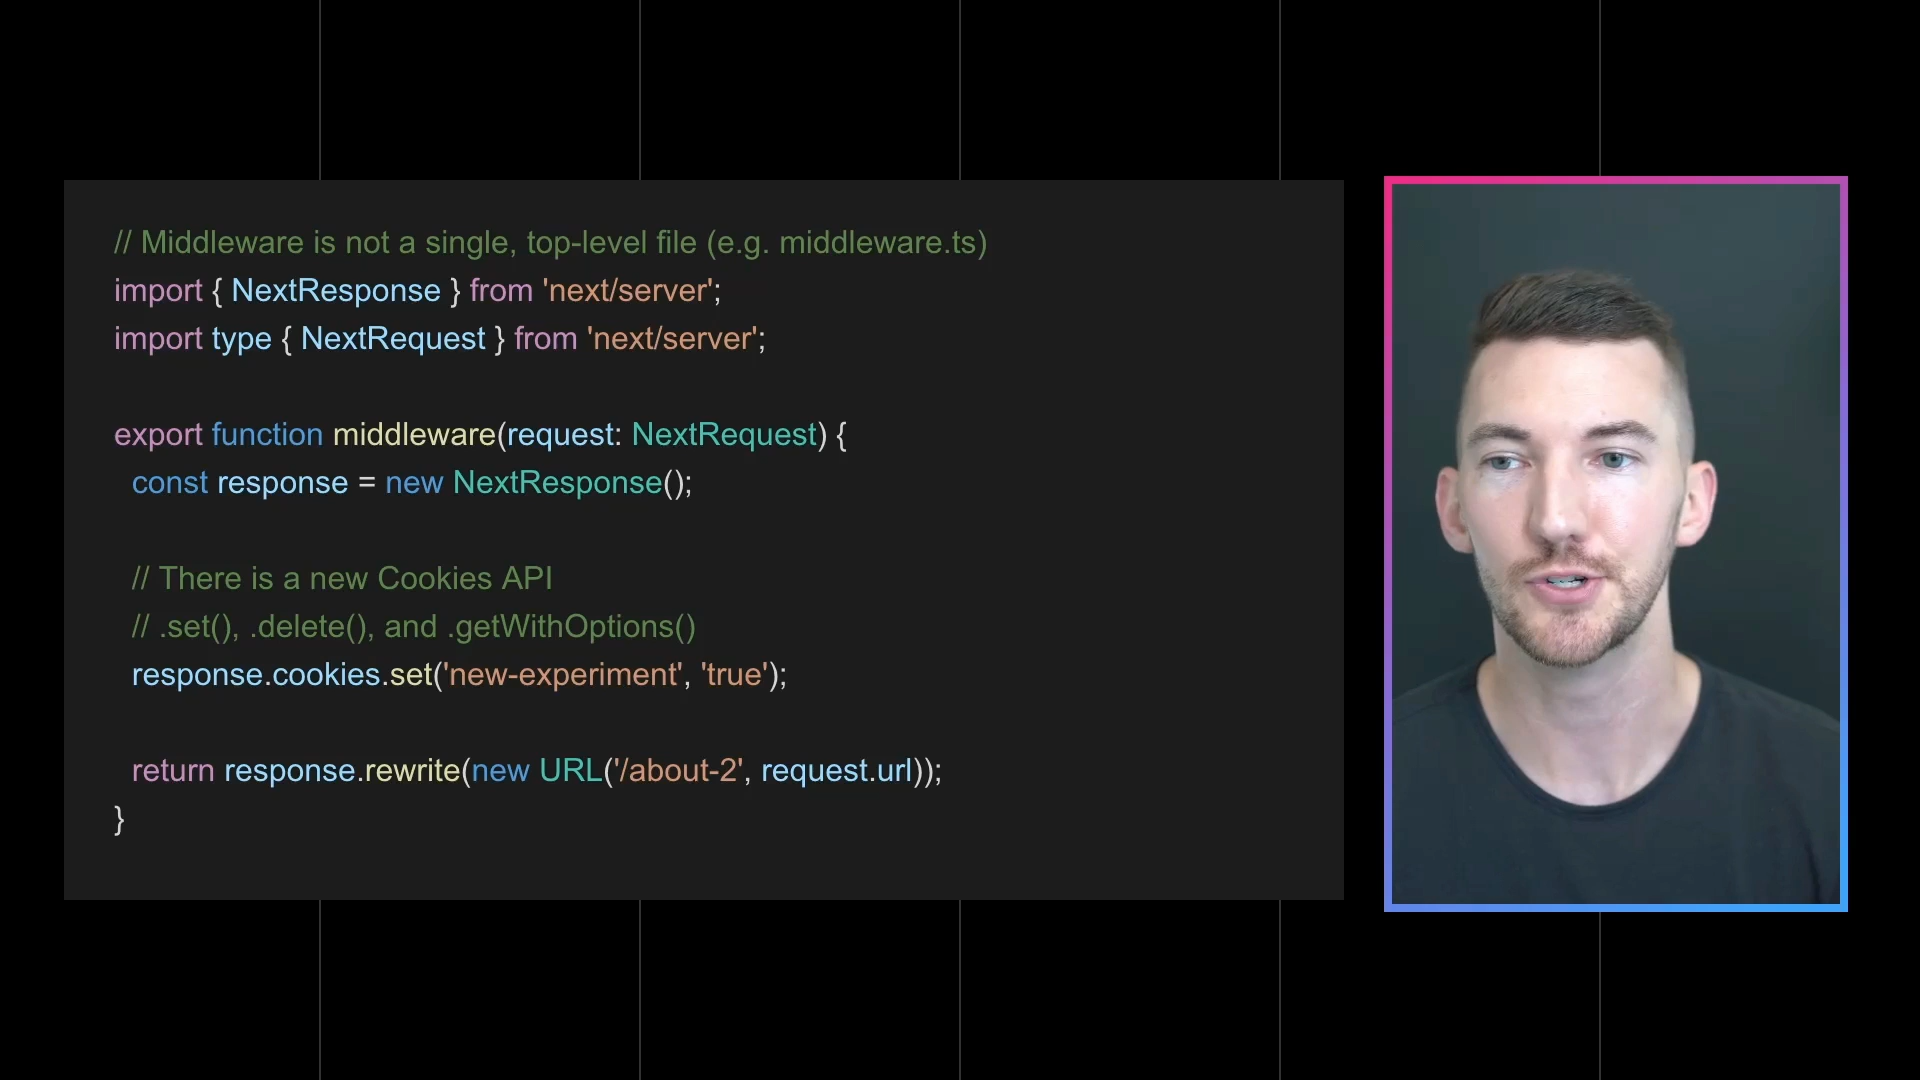 // Middleware is not a single, top-level file (e.g. middleware.ts)
import { NextResponse } from 'next/server';
import type { NextRequest } from 'next/server';
export function middleware(request: NextRequest) {
const response = new NextResponse();
// There is a new Cookies API
// .set(), .delete(), and .getWithOptions()
response.cookies.set('new-experiment', 'true');
return response.rewrite(new URL('/about-2', request.url));
}